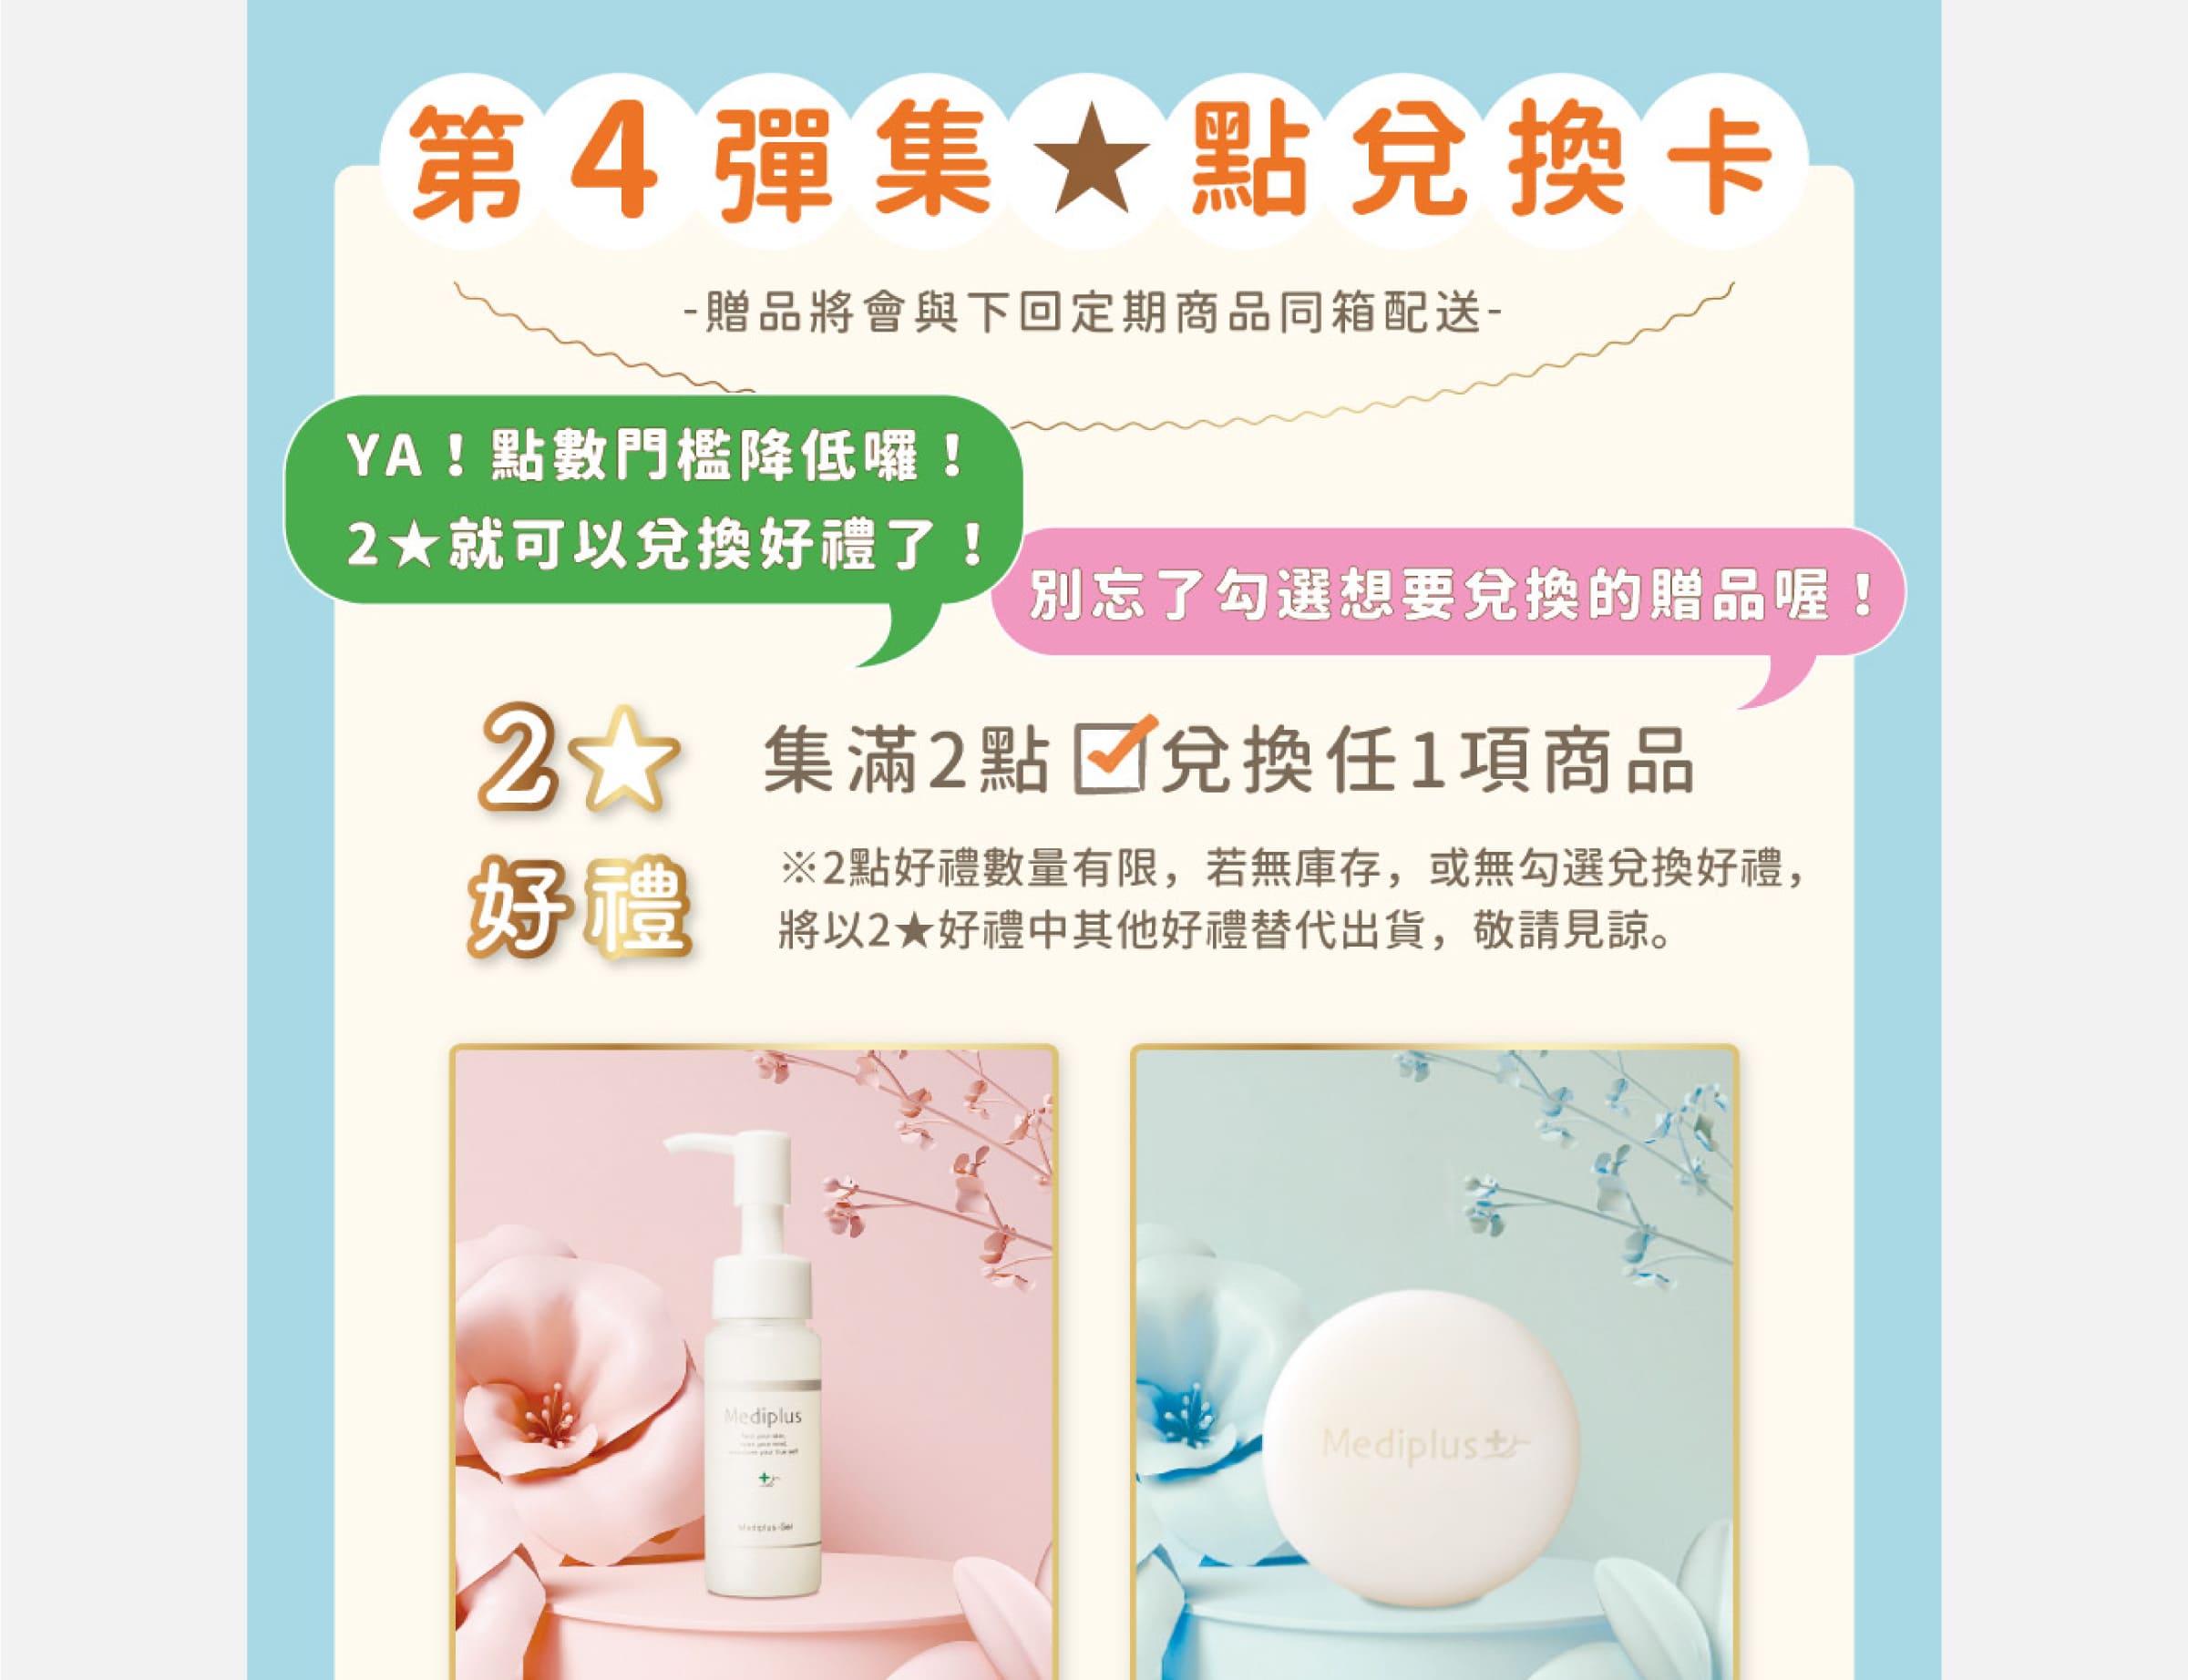 第4彈集★點兌換卡
-贈品將會與下回定期商品同箱配送-
YA！點數門檻降低囉！
2★就可以兌換好禮了！
別忘了勾選想要兌換的贈品喔！
2★
好禮
集滿2點☑兌換任1項商品
※2點好禮數量有限，若無庫存，或無勾選兌換好禮，
將以2★好禮中其他好禮替代出貨，敬請見諒。
Mediplus
Mediplus-Gel
Mediplus